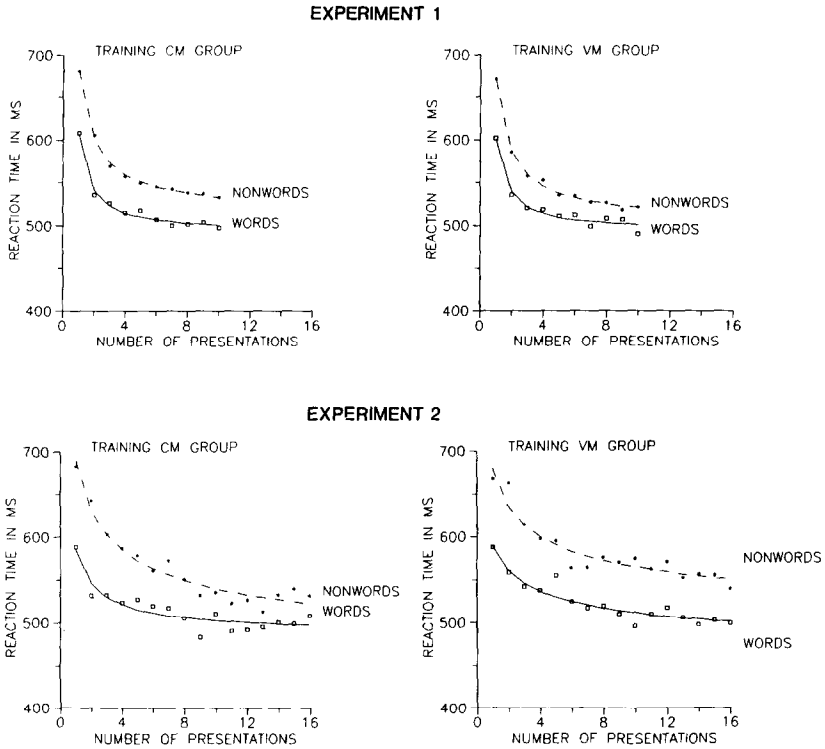 EXPERIMENT 1
TRAINING CM GROUP
700
600
500
400
REACTION TIME IN MS
NONWORDS
WORDS
0 4 8 12 16
NUMBER OF PRESENTATIONS
TRAINING VM GROUP
700
600
500
400
REACTION TIME IN MS
NONWORDS
WORDS
0 4 8 12 16
NUMBER OF PRESENTATIONS
EXPERIMENT 2
TRAINING CM GROUP
700
600
500
400
REACTION TIME IN MS
NONWORDS
WORDS
0 4 8 12 16
NUMBER OF PRESENTATIONS
TRAINING VM GROUP
700
600
500
400
REACTION TIME IN MS
NONWORDS
WORDS
0 4 8 12 16
NUMBER OF PRESENTATIONS